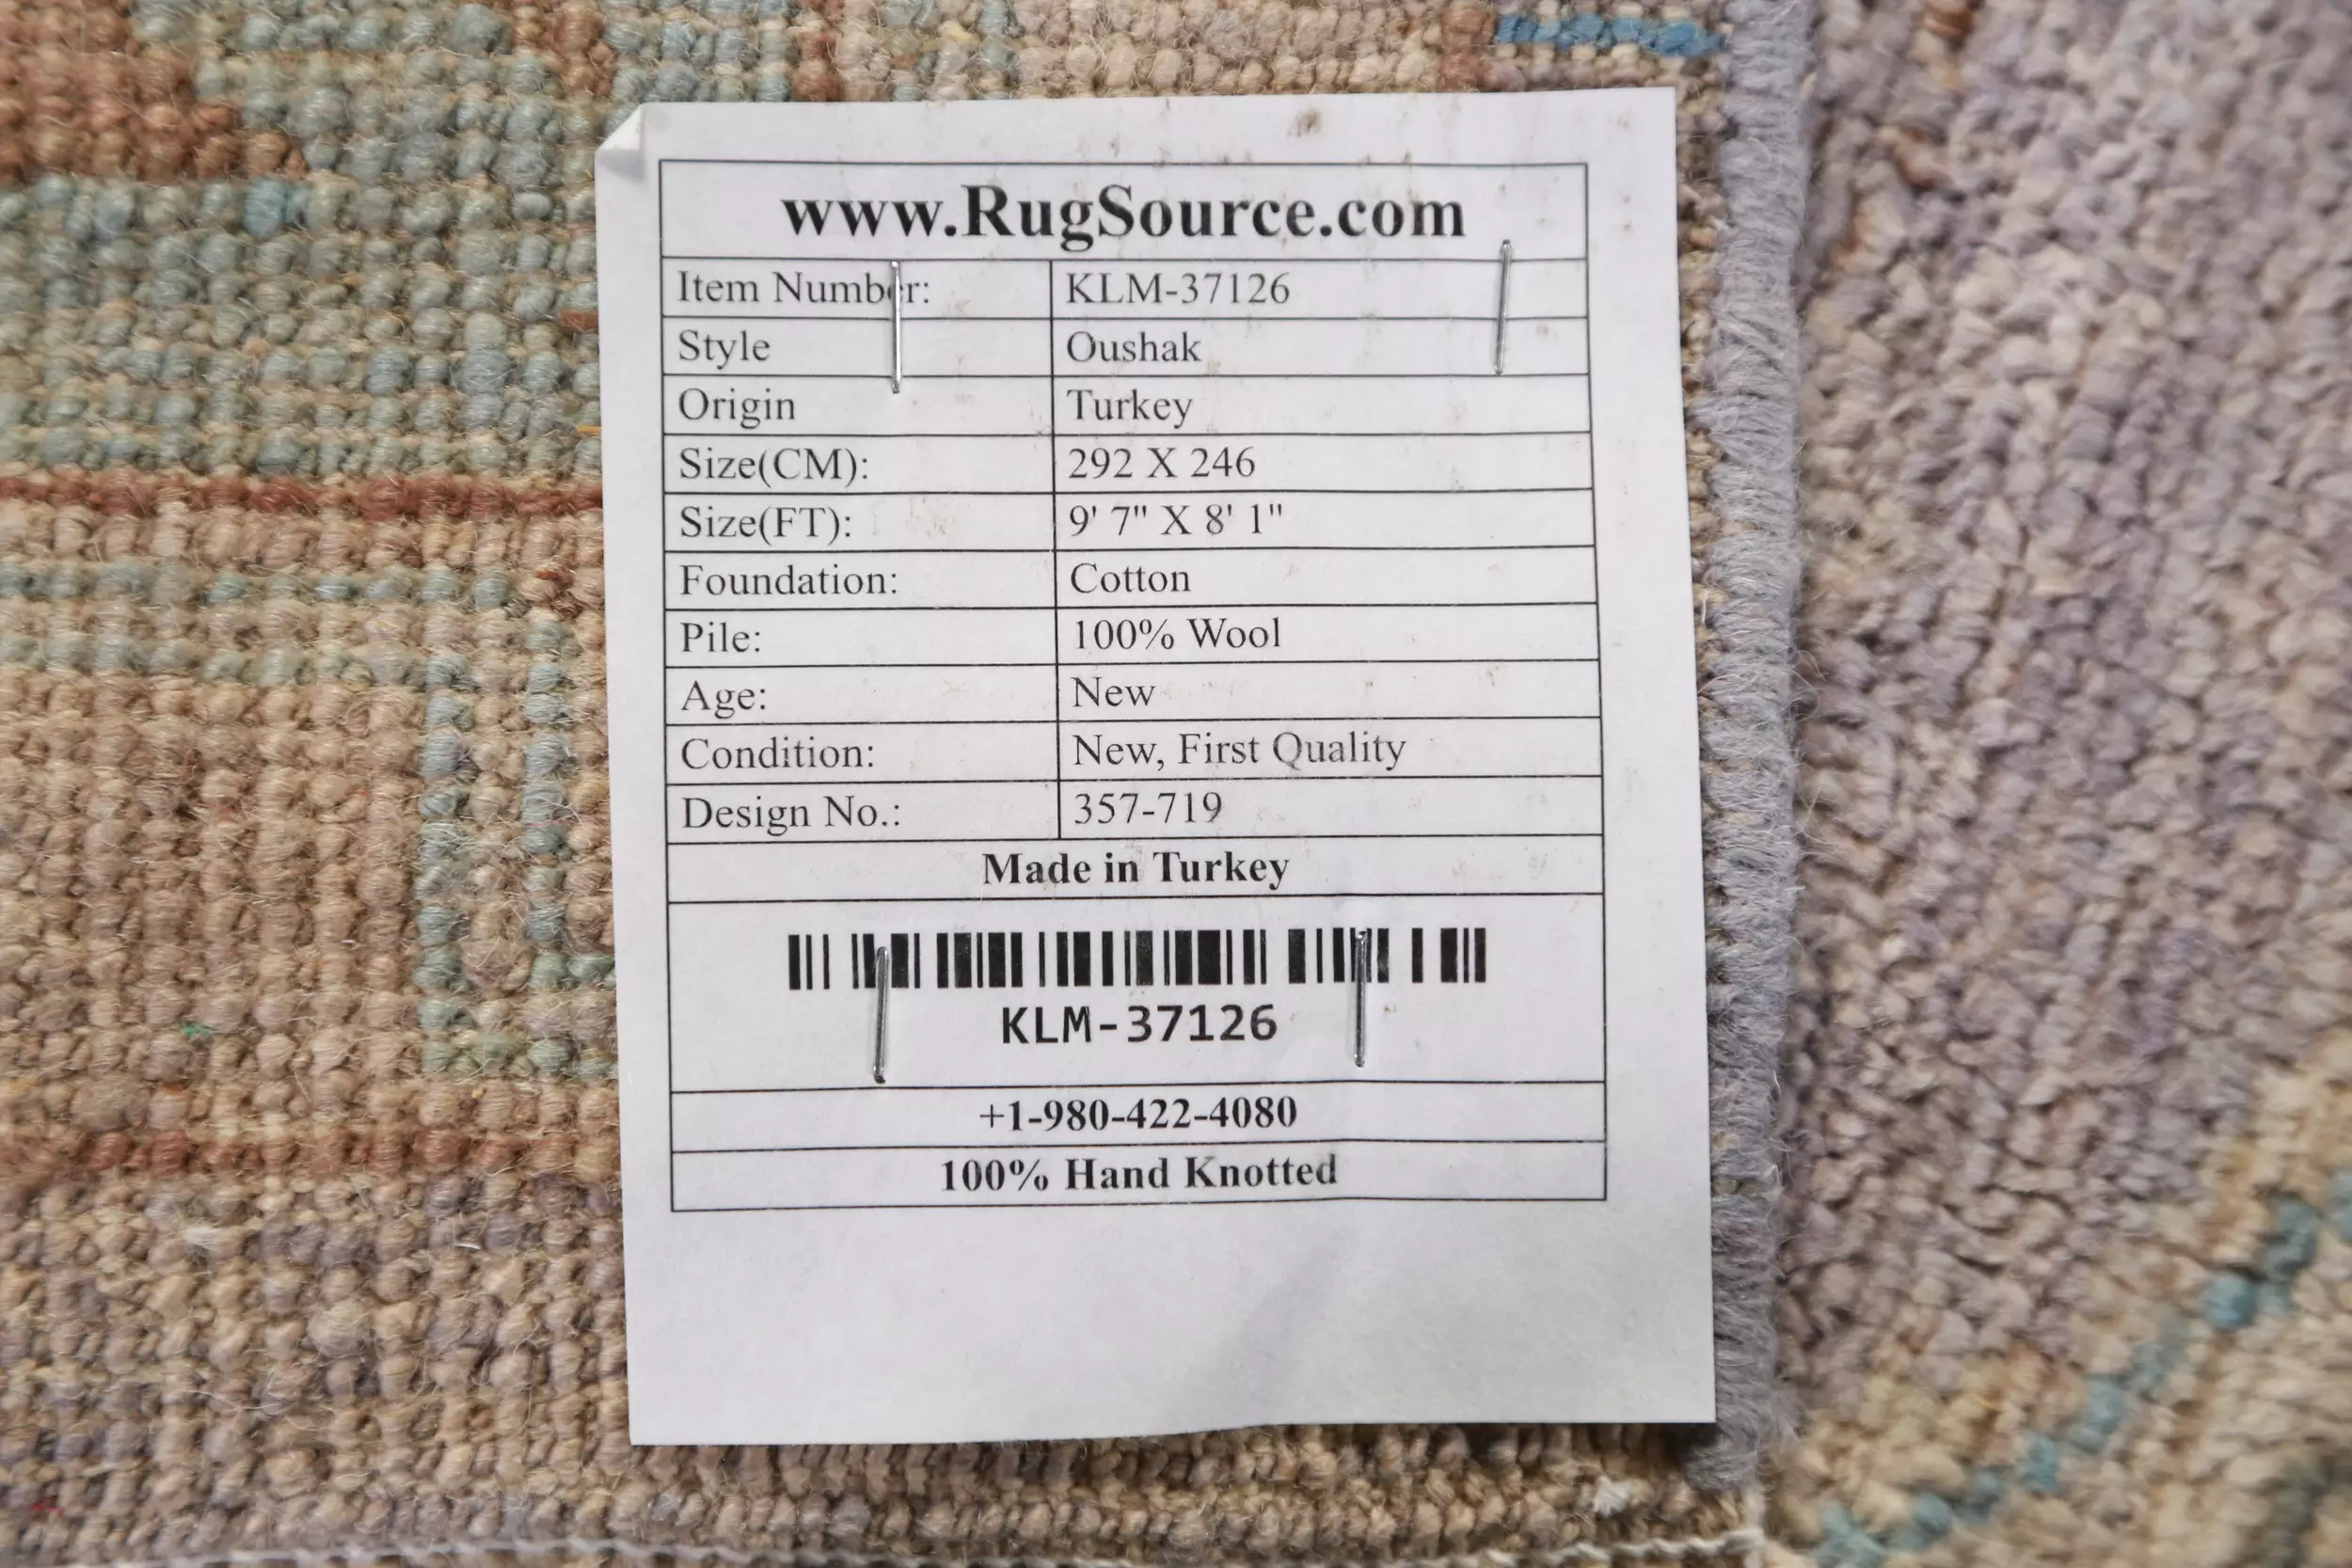 www.RugSource.com
Item Number: KLM-37126
Style Oushak
Origin Turkey
Size(CM): 292 X 246
Size(FT): 9' 7" X 8' 1"
Foundation: Cotton
Pile: 100% Wool
Age: New
Condition: New, First Quality
Design No.: 357-719
Made in Turkey
KLM-37126
+1-980-422-4080
100% Hand Knotted